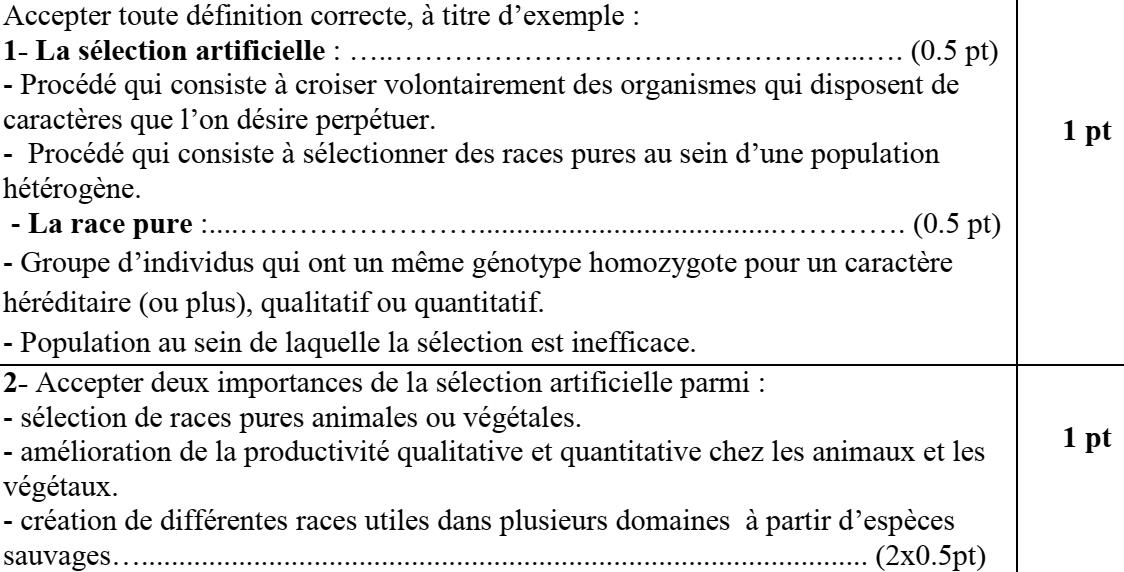 Accepter toute définition correcte, à titre d’exemple :
1- La sélection artificielle : …..……………………………………………...…. (0.5 pt)
- Procédé qui consiste à croiser volontairement des organismes qui disposent de
caractères que l’on désire perpétuer.
1 pt
- Procédé qui consiste à sélectionner des races pures au sein d’une population
hétérogène.
- La race pure :....……………………............................................…………. (0.5 pt)
- Groupe d’individus qui ont un même génotype homozygote pour un caractère
héréditaire (ou plus), qualitatif ou quantitatif.
- Population au sein de laquelle la sélection est inefficace.
2- Accepter deux importances de la sélection artificielle parmi :
- sélection de races pures animales ou végétales.
1 pt
- amélioration de la productivité qualitative et quantitative chez les animaux et les
végétaux.
- création de différentes races utiles dans plusieurs domaines à partir d’espèces
sauvages….................................................................................................. (2x0.5pt)